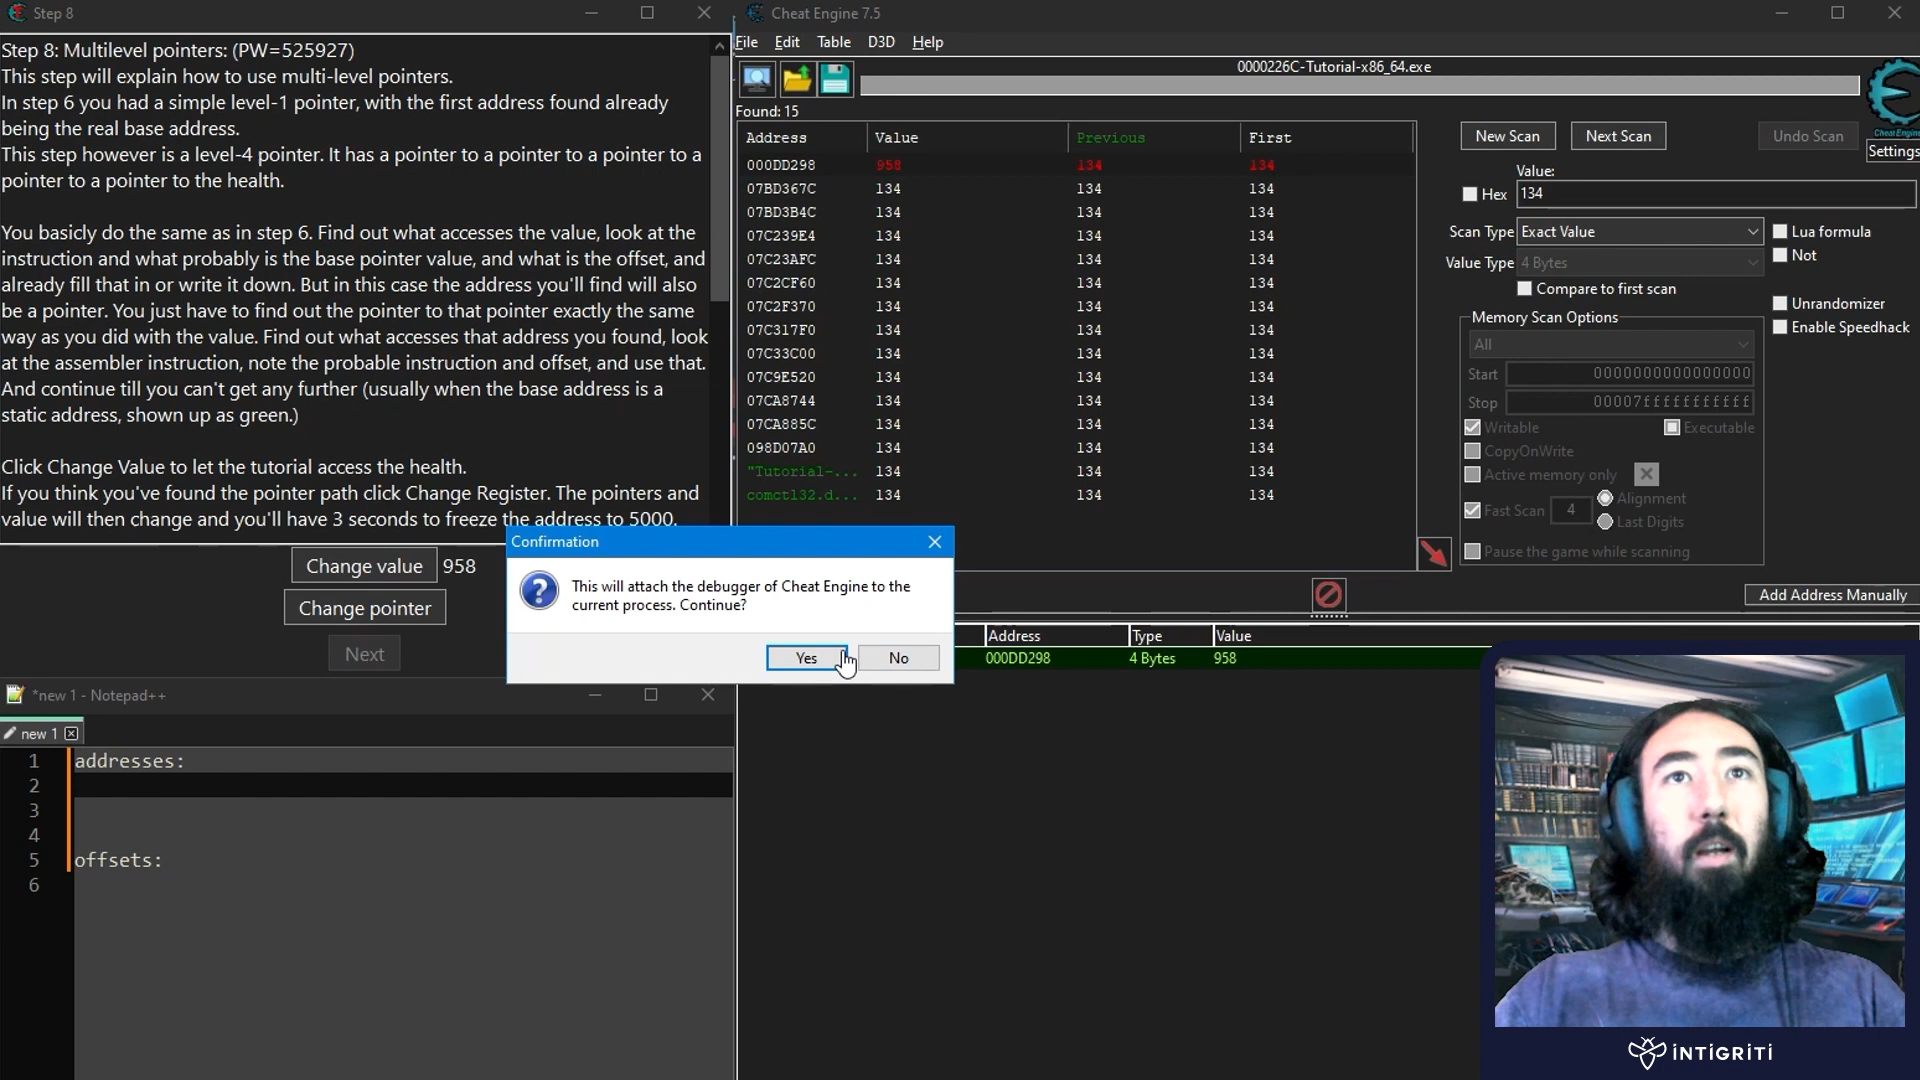 Step 8
Step 8: Multilevel pointers: (PW=525927)
This step will explain how to use multi-level pointers.
In step 6 you had a simple level-1 pointer, with the first address found already
being the real base address.
This step however is a level-4 pointer. It has a pointer to a pointer to a pointer to a
pointer to a pointer to the health.
You basicly do the same as in step 6. Find out what accesses the value, look at the
instruction and what probably is the base pointer value, and what is the offset, and
already fill that in or write it down. But in this case the address you'll find will also
be a pointer. You just have to find out the pointer to that pointer exactly the same
way as you did with the value. Find out what accesses that address you found, look
at the assembler instruction, note the probable instruction and offset, and use that.
And continue till you can't get any further (usually when the base address is a
static address, shown up as green.)
Click Change Value to let the tutorial access the health.
If you think you've found the pointer path click Change Register. The pointers and
value will then change and you'll have 3 seconds to freeze the address to 5000.
Change value 958
Change pointer
Next
*new 1 - Notepad++
new 1
1 addresses:
2
3
4
5 offsets:
6
Confirmation
This will attach the debugger of Cheat Engine to the
current process. Continue?
Yes No
Cheat Engine 7.5
File Edit Table D3D Help
0000226C-Tutorial-x86_64.exe
Found: 15
Address Value Previous First
000DD298 958 134 134
07BD367C 134 134 134
07BD3B4C 134 134 134
07C239E4 134 134 134
07C23AFC 134 134 134
07C2CF60 134 134 134
07C2F370 134 134 134
07C317F0 134 134 134
07C33C00 134 134 134
07C9E520 134 134 134
07CA8744 134 134 134
07CA885C 134 134 134
098D07A0 134 134 134
"Tutorial-... 134 134 134
comctl32.d... 134 134 134
New Scan Next Scan Undo Scan
Cheat Engine
Settings
Value:
Hex 134
Scan Type Exact Value
Value Type 4 Bytes
Compare to first scan
Lua formula
Not
Unrandomizer
Enable Speedhack
Memory Scan Options
All
Start 0000000000000000
Stop 00007fffffffffff
Writable Executable
CopyOnWrite
Active memory only
Fast Scan 4 Alignment
Last Digits
Pause the game while scanning
Add Address Manually
Address Type Value
000DD298 4 Bytes 958
INTIGRITI